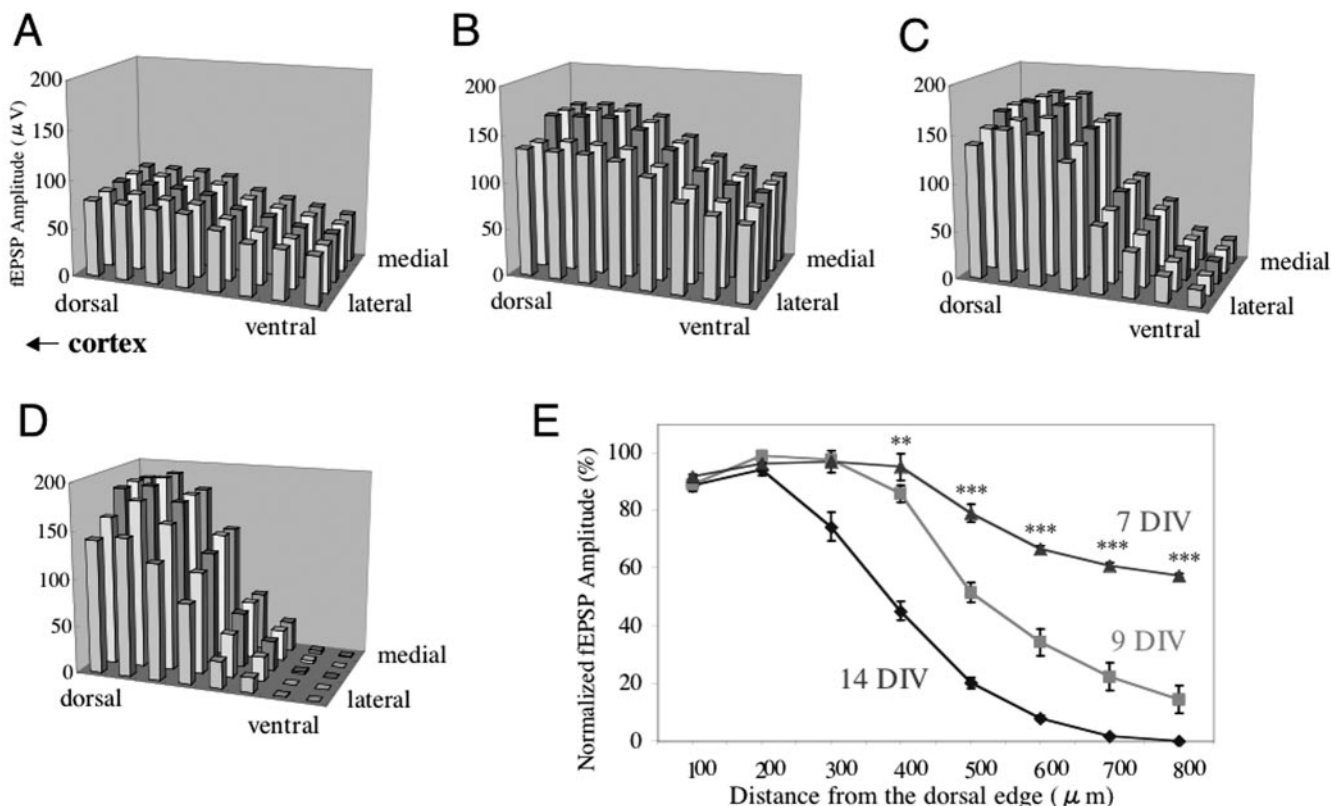 A
200
150
100
50
0
fEPSP Amplitude (μV)
dorsal
ventral
medial
lateral
← cortex
B
200
150
100
50
0
dorsal
ventral
medial
lateral
C
200
150
100
50
0
dorsal
ventral
medial
lateral
D
200
150
100
50
0
dorsal
ventral
medial
lateral
E
Normalized fEPSP Amplitude (%)
100
80
60
40
20
0
**
***
***
***
***
7 DIV
9 DIV
14 DIV
100 200 300 400 500 600 700 800
Distance from the dorsal edge (μm)